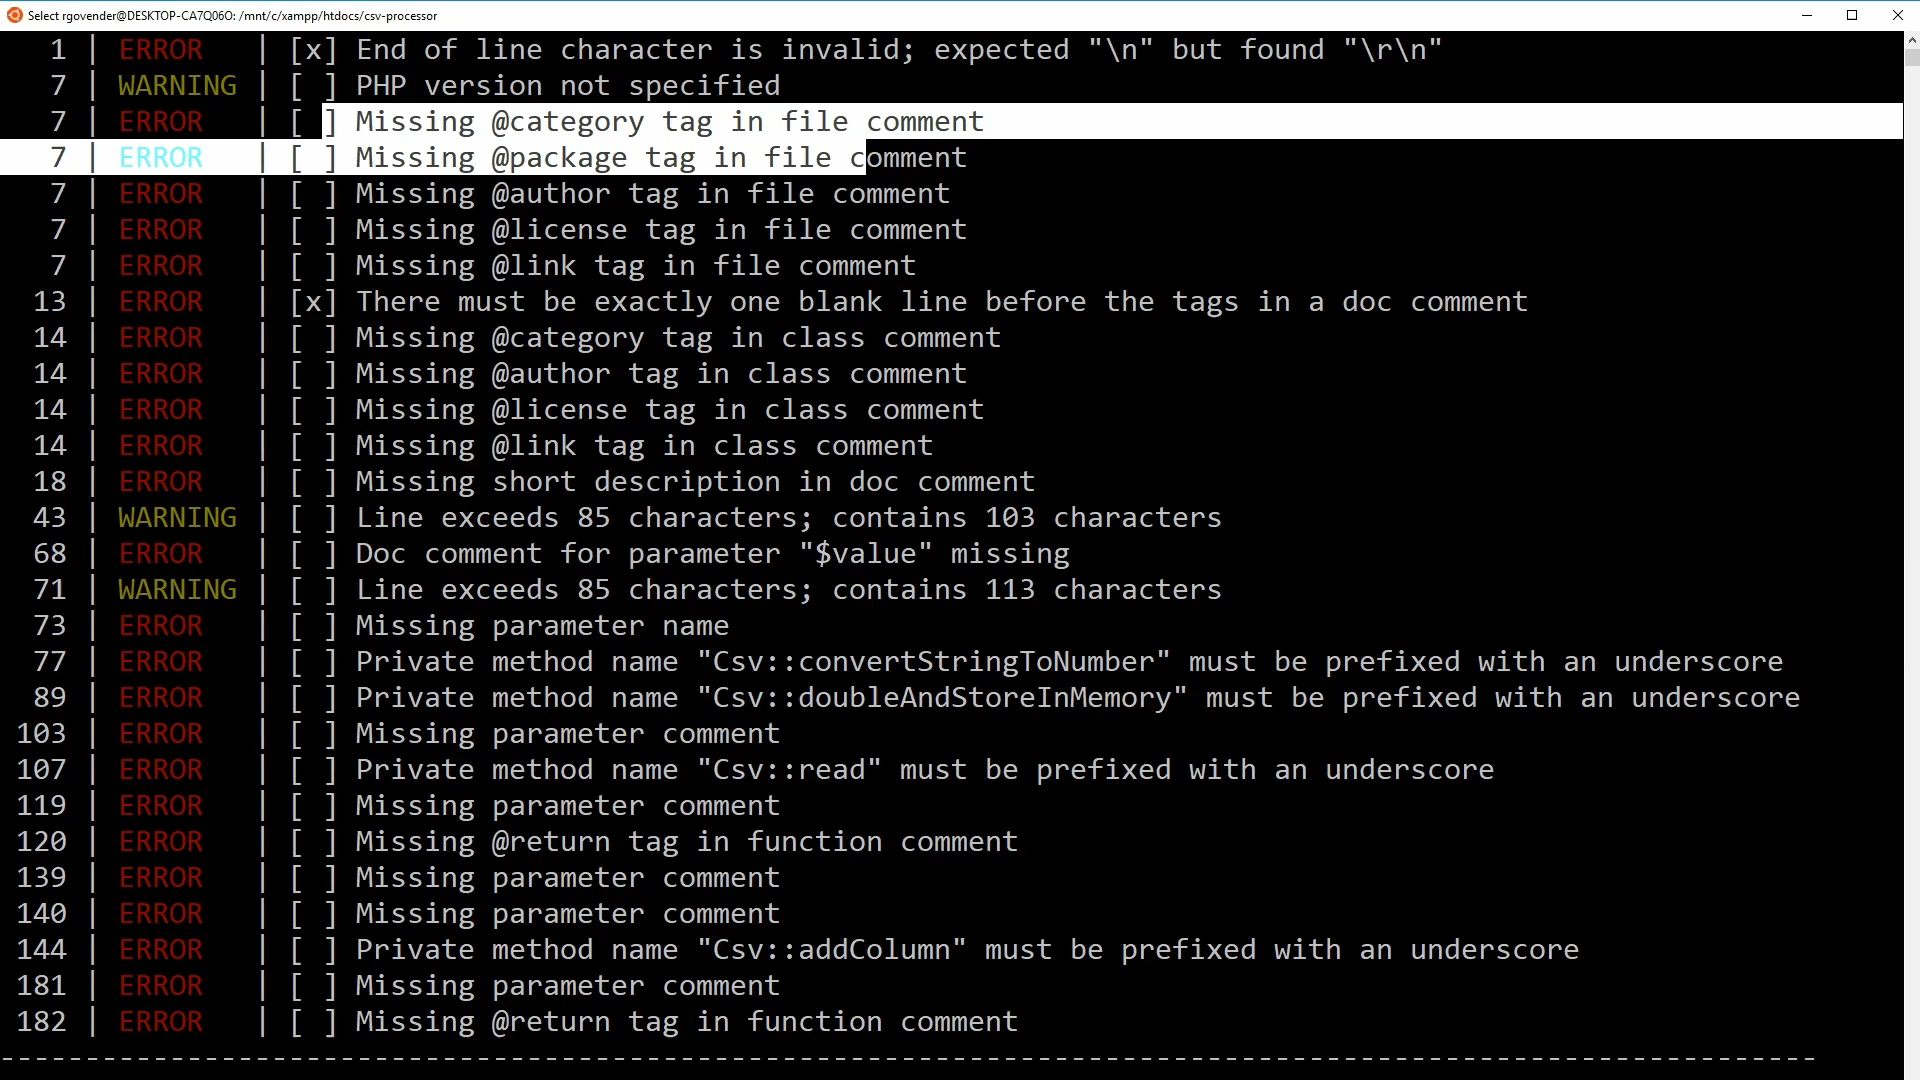 Select rgovender@DESKTOP-CA7Q06O: /mnt/c/xampp/htdocs/csv-processor
1 | ERROR | [x] End of line character is invalid; expected "\n" but found "\r\n"
7 | WARNING | [ ] PHP version not specified
7 | ERROR | [ ] Missing @category tag in file comment
7 | ERROR | [ ] Missing @package tag in file comment
7 | ERROR | [ ] Missing @author tag in file comment
7 | ERROR | [ ] Missing @license tag in file comment
7 | ERROR | [ ] Missing @link tag in file comment
13 | ERROR | [x] There must be exactly one blank line before the tags in a doc comment
14 | ERROR | [ ] Missing @category tag in class comment
14 | ERROR | [ ] Missing @author tag in class comment
14 | ERROR | [ ] Missing @license tag in class comment
14 | ERROR | [ ] Missing @link tag in class comment
18 | ERROR | [ ] Missing short description in doc comment
43 | WARNING | [ ] Line exceeds 85 characters; contains 103 characters
68 | ERROR | [ ] Doc comment for parameter "$value" missing
71 | WARNING | [ ] Line exceeds 85 characters; contains 113 characters
73 | ERROR | [ ] Missing parameter name
77 | ERROR | [ ] Private method name "Csv::convertStringToNumber" must be prefixed with an underscore
89 | ERROR | [ ] Private method name "Csv::doubleAndStoreInMemory" must be prefixed with an underscore
103 | ERROR | [ ] Missing parameter comment
107 | ERROR | [ ] Private method name "Csv::read" must be prefixed with an underscore
119 | ERROR | [ ] Missing parameter comment
120 | ERROR | [ ] Missing @return tag in function comment
139 | ERROR | [ ] Missing parameter comment
140 | ERROR | [ ] Missing parameter comment
144 | ERROR | [ ] Private method name "Csv::addColumn" must be prefixed with an underscore
181 | ERROR | [ ] Missing parameter comment
182 | ERROR | [ ] Missing @return tag in function comment
-----------------------------------------------------------------------------------------------------------